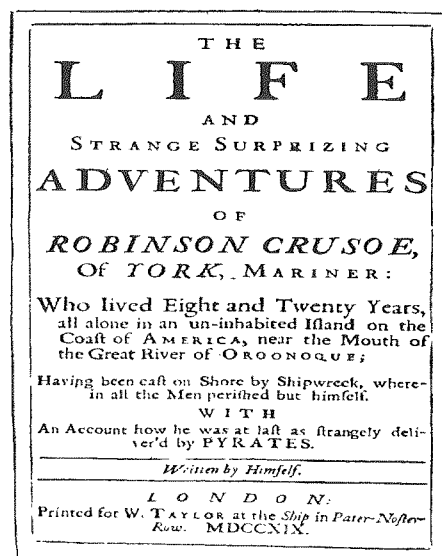 THE
LIFE
AND
STRANGE SURPRIZING
ADVENTURES
OF
ROBINSON CRUSOE,
Of YORK, MARINER:
Who lived Eight and Twenty Years,
all alone in an un-inhabited Iſland on the
Coaſt of AMERICA, near the Mouth of
the Great River of OROONOQUE;
Having been caſt on Shore by Shipwreck, where-
in all the Men periſhed but himſelf.
WITH
An Account how he was at laſt as ſtrangely deli-
ver'd by PYRATES.
Written by Himſelf.
LONDON:
Printed for W. TAYLOR at the Ship in Pater-Noſter-
Row. MDCCXIX.